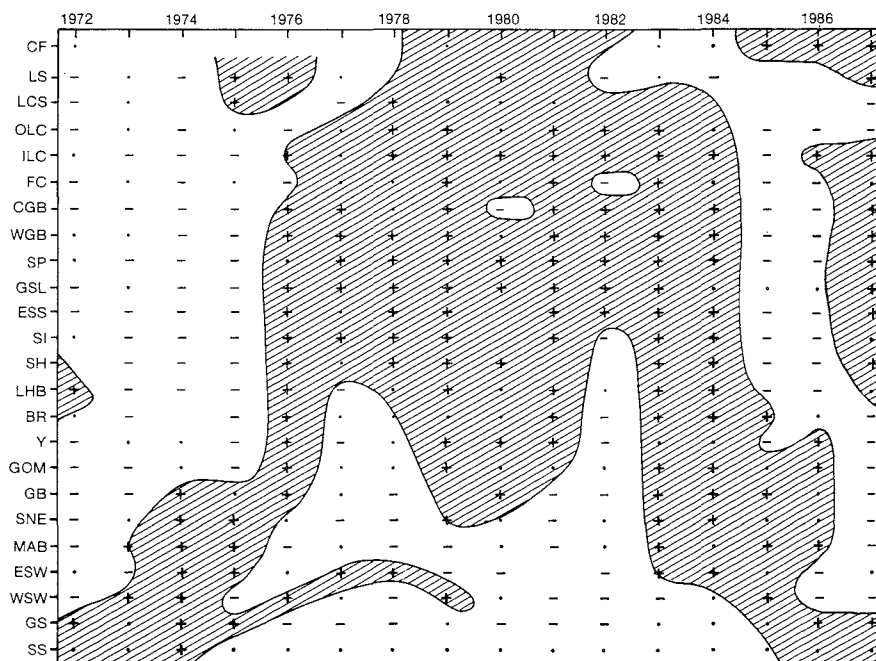 1972 1974 1976 1978 1980 1982 1984 1986
CF
LS
LCS
OLC
ILC
FC
CGB
WGB
SP
GSL
ESS
SI
SH
LHB
BR
Y
GOM
GB
SNE
MAB
ESW
WSW
GS
SS